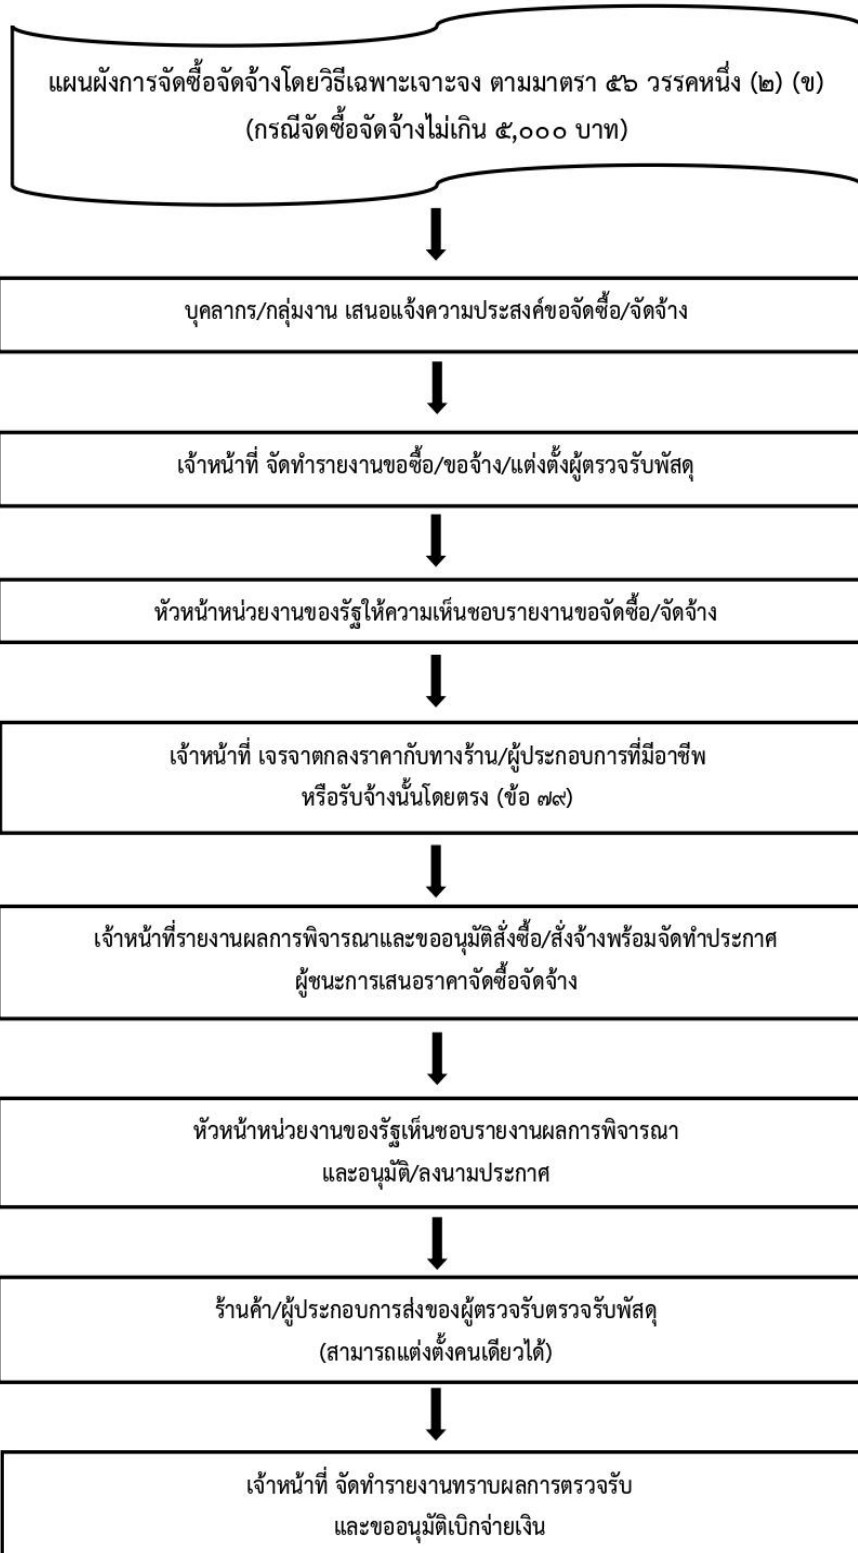 แผนผังการจัดซื้อจัดจ้างโดยวิธีเฉพาะเจาะจง ตามมาตรา ๕๖ วรรคหนึ่ง (๒) (ข)
(กรณีจัดซื้อจัดจ้างไม่เกิน ๕,๐๐๐ บาท)
บุคลากร/กลุ่มงาน เสนอแจ้งความประสงค์ขอจัดซื้อ/จัดจ้าง
เจ้าหน้าที่ จัดทำรายงานขอซื้อ/ขอจ้าง/แต่งตั้งผู้ตรวจรับพัสดุ
หัวหน้าหน่วยงานของรัฐให้ความเห็นชอบรายงานขอจัดซื้อ/จัดจ้าง
เจ้าหน้าที่ เจรจาตกลงราคากับทางร้าน/ผู้ประกอบการที่มีอาชีพ
หรือรับจ้างนั้นโดยตรง (ข้อ ๗๙)
เจ้าหน้าที่รายงานผลการพิจารณาและขออนุมัติสั่งซื้อ/สั่งจ้างพร้อมจัดทำประกาศ
ผู้ชนะการเสนอราคาจัดซื้อจัดจ้าง
หัวหน้าหน่วยงานของรัฐเห็นชอบรายงานผลการพิจารณา
และอนุมัติ/ลงนามประกาศ
ร้านค้า/ผู้ประกอบการส่งของผู้ตรวจรับตรวจรับพัสดุ
(สามารถแต่งตั้งคนเดียวได้)
เจ้าหน้าที่ จัดทำรายงานทราบผลการตรวจรับ
และขออนุมัติเบิกจ่ายเงิน